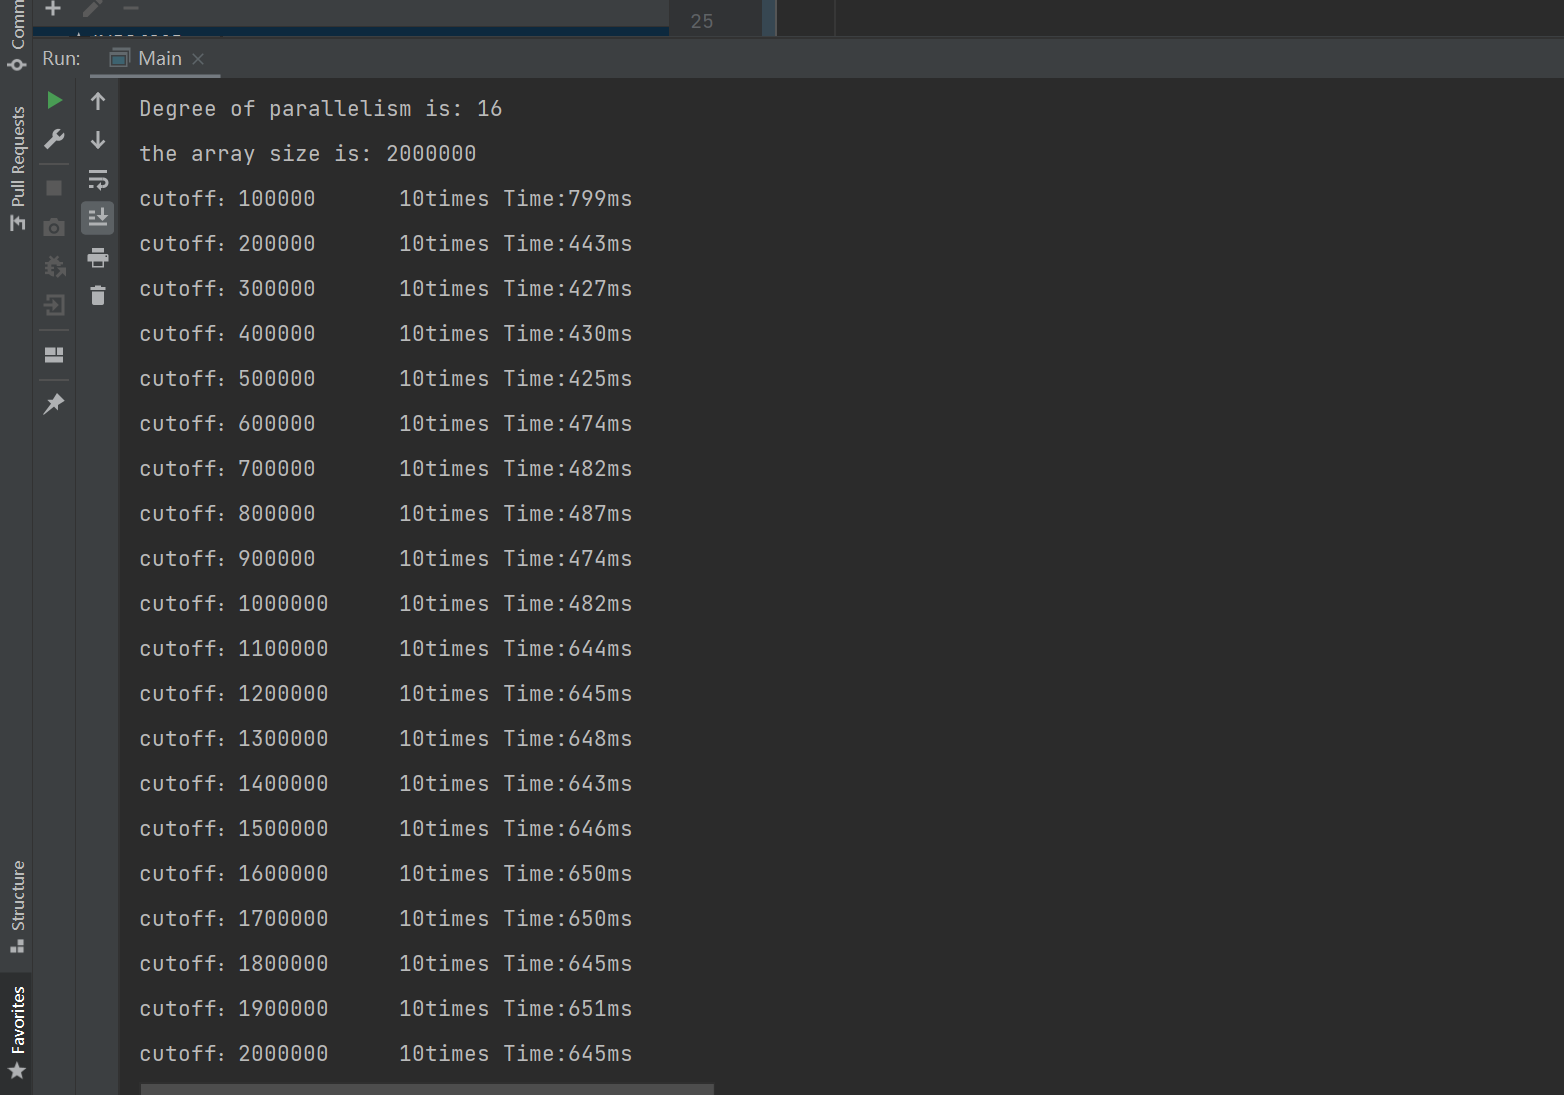 25
Comm
Run: Main
Pull Requests
Degree of parallelism is: 16
the array size is: 2000000
cutoff：100000 10times Time:799ms
cutoff：200000 10times Time:443ms
cutoff：300000 10times Time:427ms
cutoff：400000 10times Time:430ms
cutoff：500000 10times Time:425ms
cutoff：600000 10times Time:474ms
cutoff：700000 10times Time:482ms
cutoff：800000 10times Time:487ms
cutoff：900000 10times Time:474ms
cutoff：1000000 10times Time:482ms
cutoff：1100000 10times Time:644ms
cutoff：1200000 10times Time:645ms
cutoff：1300000 10times Time:648ms
cutoff：1400000 10times Time:643ms
cutoff：1500000 10times Time:646ms
cutoff：1600000 10times Time:650ms
cutoff：1700000 10times Time:650ms
cutoff：1800000 10times Time:645ms
cutoff：1900000 10times Time:651ms
cutoff：2000000 10times Time:645ms
Structure
Favorites